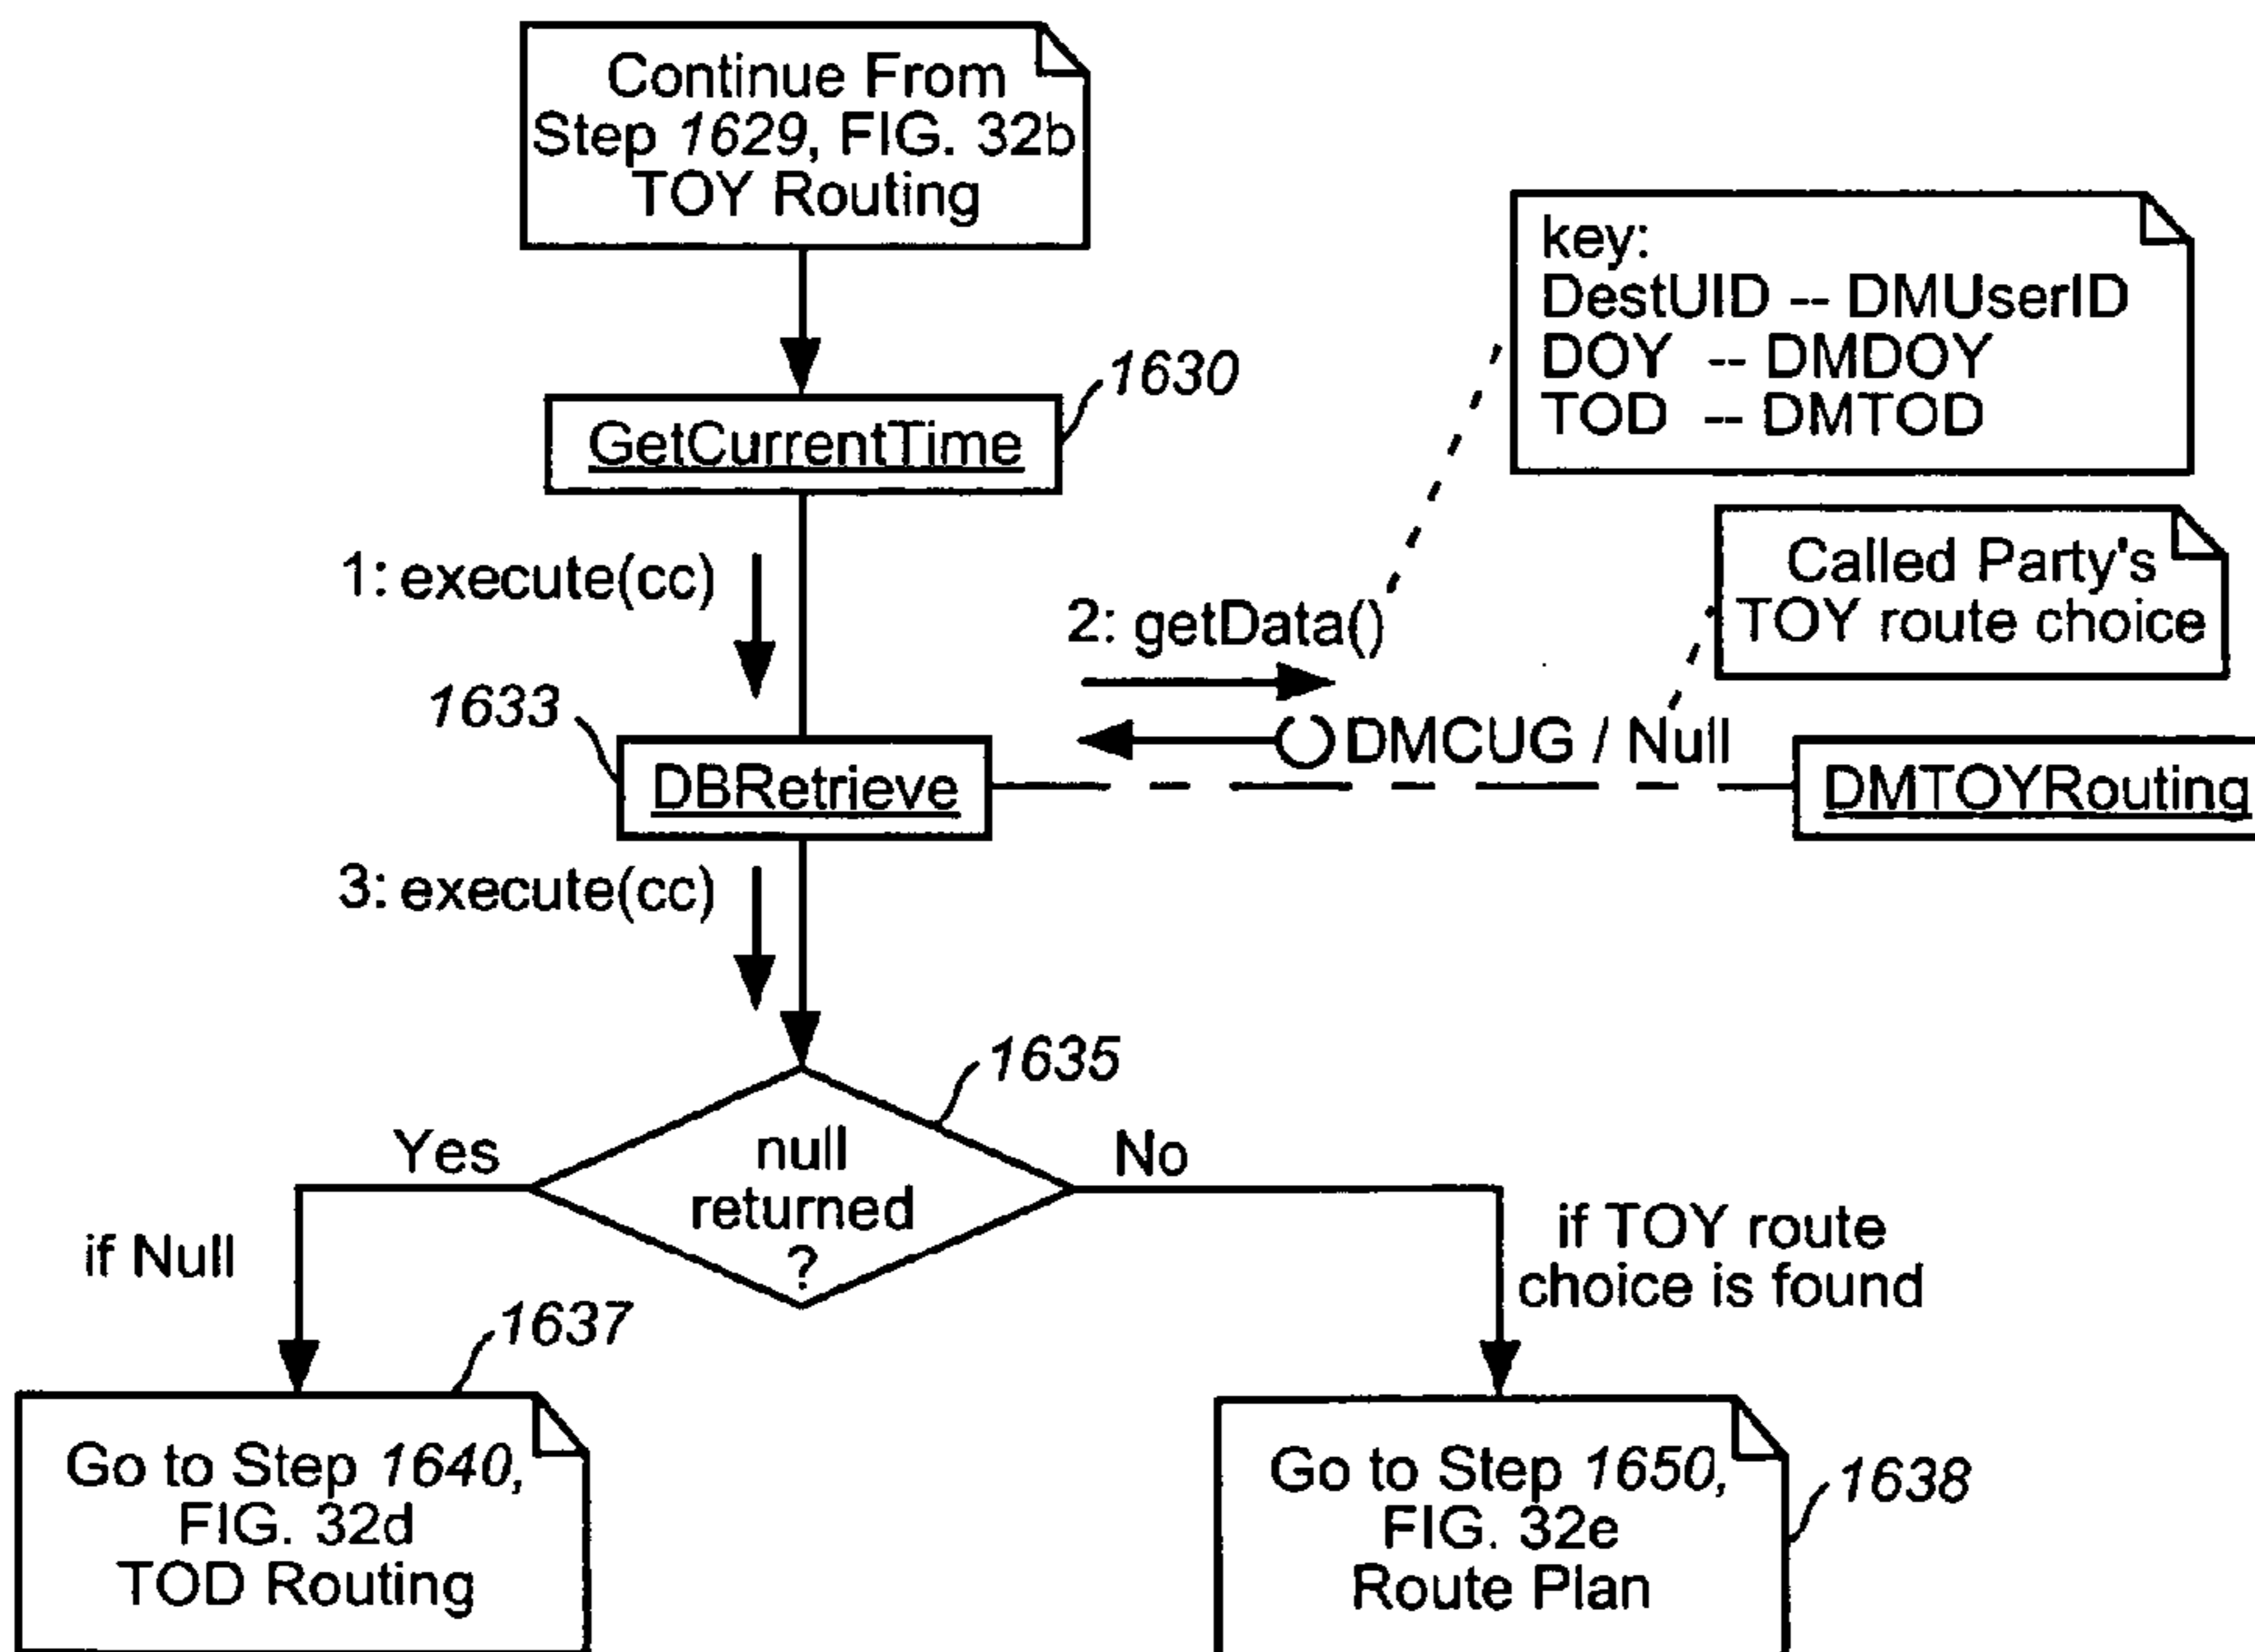 Continue From
Step 1629, FIG. 32b
TOY Routing
key:
DestUID -- DMUserID
DOY -- DMDOY
TOD -- DMTOD
1630
GetCurrentTime
Called Party's
TOY route choice
1: execute(cc)
2: getData()
1633
DMCUG / Null
DBRetrieve
DMTOYRouting
3: execute(cc)
1635
Yes
null
returned
?
No
if Null
if TOY route
choice is found
1637
Go to Step 1640,
FIG. 32d
TOD Routing
Go to Step 1650,
FIG. 32e
Route Plan
1638